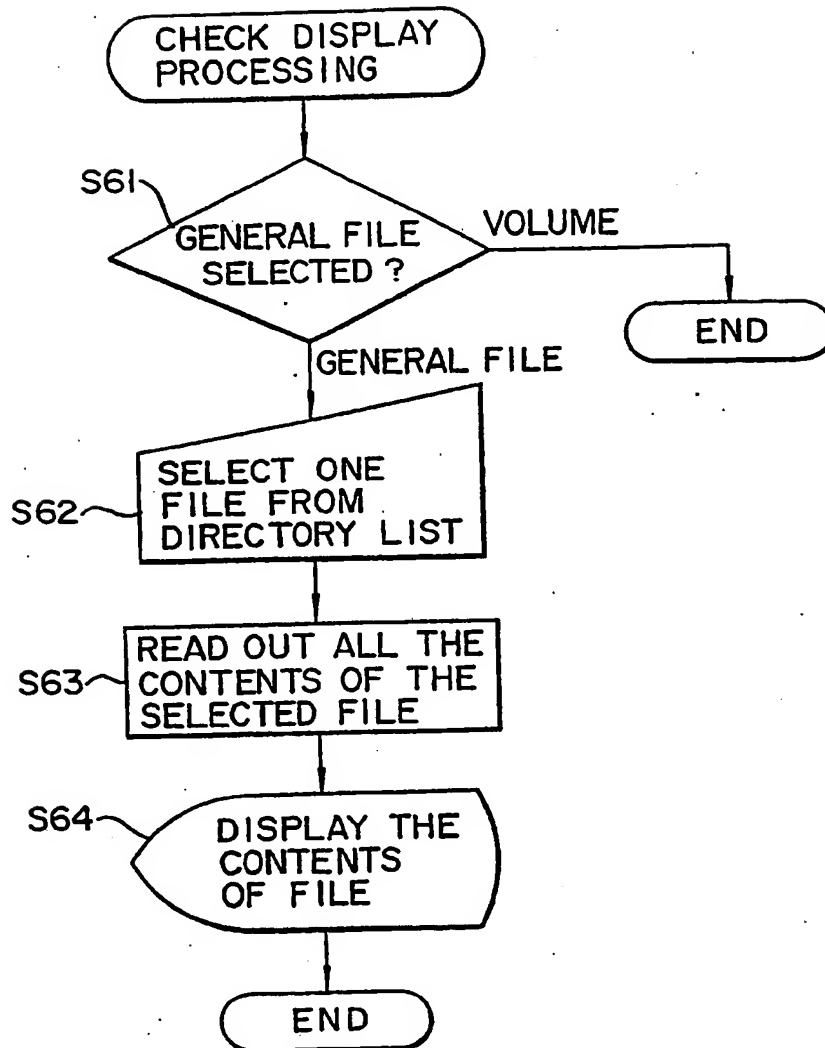 CHECK DISPLAY
PROCESSING
S61
GENERAL FILE
SELECTED ?
VOLUME
END
GENERAL FILE
SELECT ONE
FILE FROM
DIRECTORY LIST
S62
READ OUT ALL THE
CONTENTS OF THE
SELECTED FILE
S63
S64
DISPLAY THE
CONTENTS
OF FILE
END